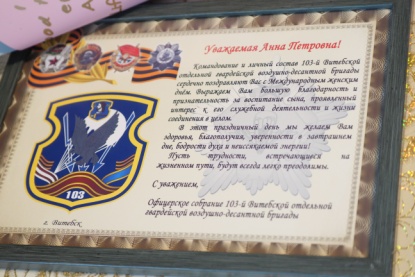 Уважаемая Анна Петровна!
Командование и личный состав 103-й Витебской
отдельной гвардейской воздушно-десантной бригады
сердечно поздравляют Вас с Международным женским
днём. Выражаем Вам большую благодарность и
признательность за воспитание сына, проявленный
интерес к его служебной деятельности и жизни
соединения в целом.
В этот праздничный день мы желаем Вам
здоровья, благополучия, уверенности в завтрашнем
дне, бодрости духа и неиссякаемой энергии!
Пусть трудности, встречающиеся на
жизненном пути, будут всегда легко преодолимы.
С уважением,
Офицерское собрание 103-й Витебской отдельной
гвардейской воздушно-десантной бригады
103
г. Витебск